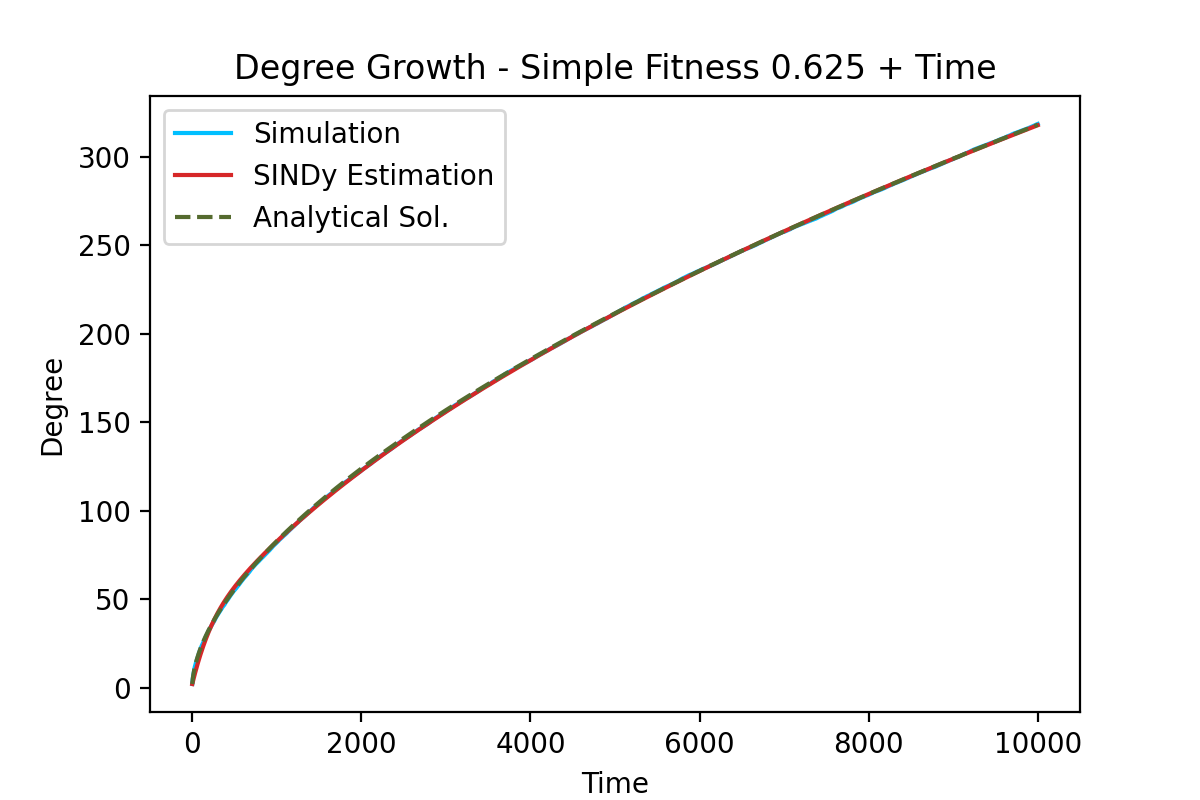 Degree Growth - Simple Fitness 0.625 + Time
Simulation
SINDy Estimation
Analytical Sol.
Degree
300
250
200
150
100
50
0
0 2000 4000 6000 8000 10000
Time